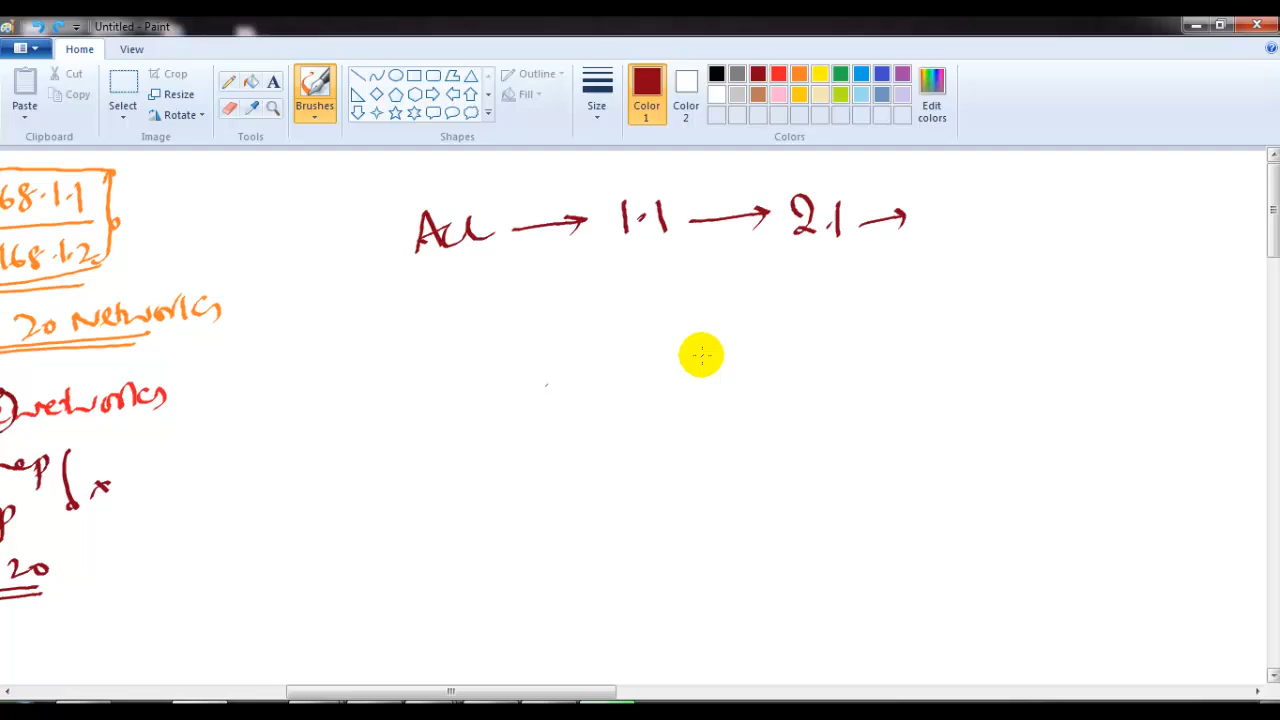 Untitled - Paint
Home View
Paste
Cut
Copy
Clipboard
Select
Crop
Resize
Rotate
Image
A
Tools
Brushes
Shapes
Outline
Fill
Size
Color 1
Color 2
Edit colors
Colors
68.1.1
168.1.2
20 Networks
networks
20
Acl → 1.1 → 2.1 →